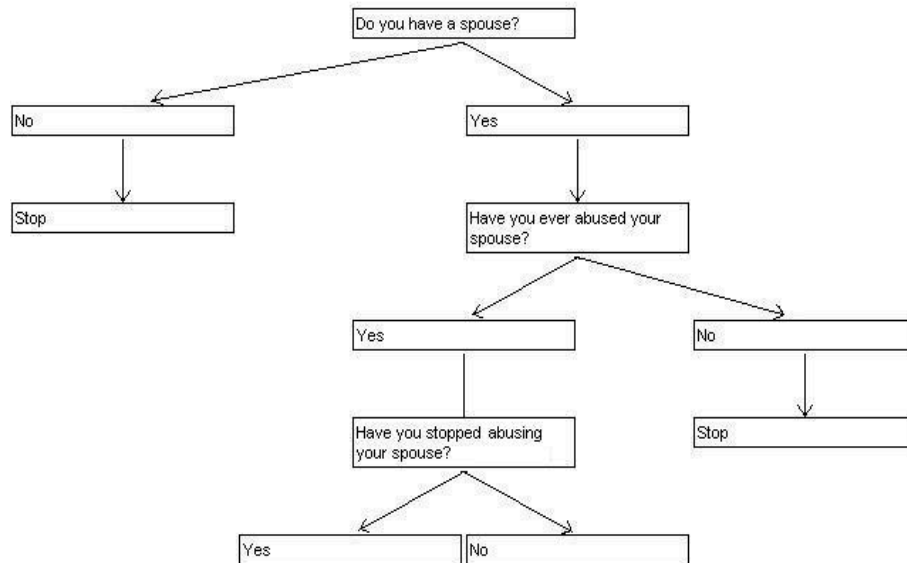 Do you have a spouse?
No
Yes
Stop
Have you ever abused your
spouse?
Yes
No
Have you stopped abusing
your spouse?
Stop
Yes
No